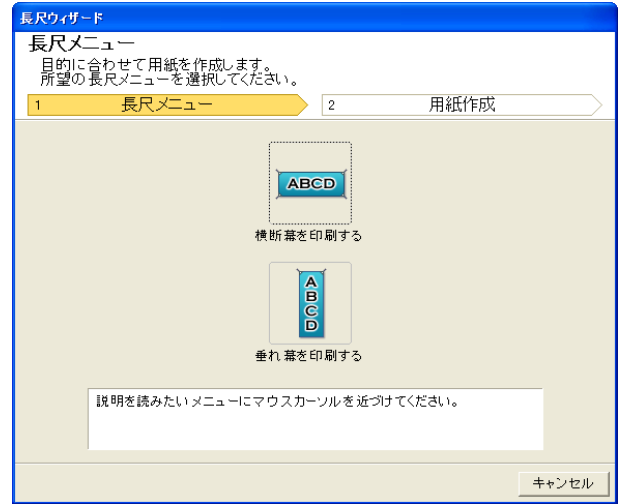 長尺ウィザード
長尺メニュー
目的に合わせて用紙を作成します。
所望の長尺メニューを選択してください。
1 長尺メニュー 2 用紙作成
ABCD
横断幕を印刷する
A
B
C
D
垂れ幕を印刷する
説明を読みたいメニューにマウスカーソルを近づけてください。
キャンセル